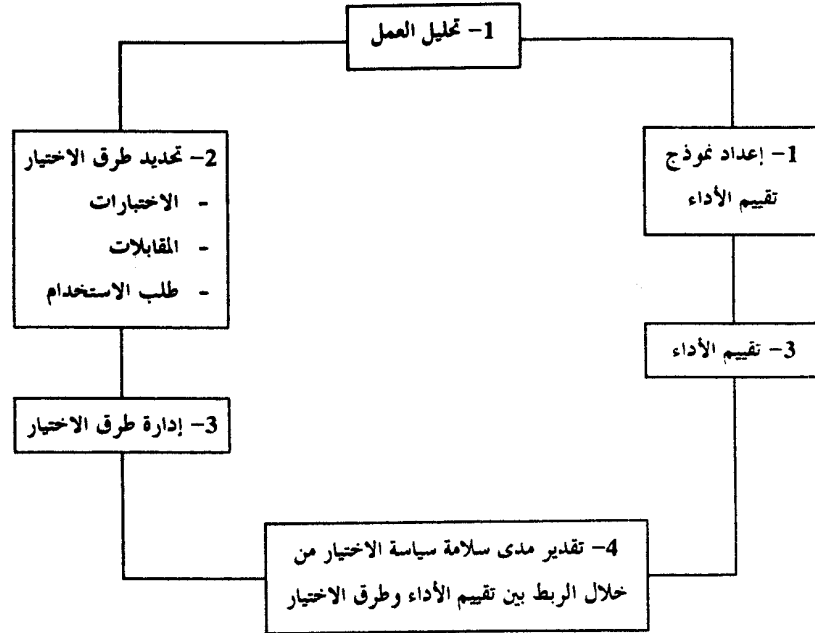 1- تحليل العمل
1- إعداد نموذج
تقييم الأداء
2- تحديد طرق الاختيار
- الاختبارات
- المقابلات
- طلب الاستخدام
3- تقييم الأداء
3- إدارة طرق الاختيار
4- تقدير مدى سلامة سياسة الاختيار من
خلال الربط بين تقييم الأداء وطرق الاختيار